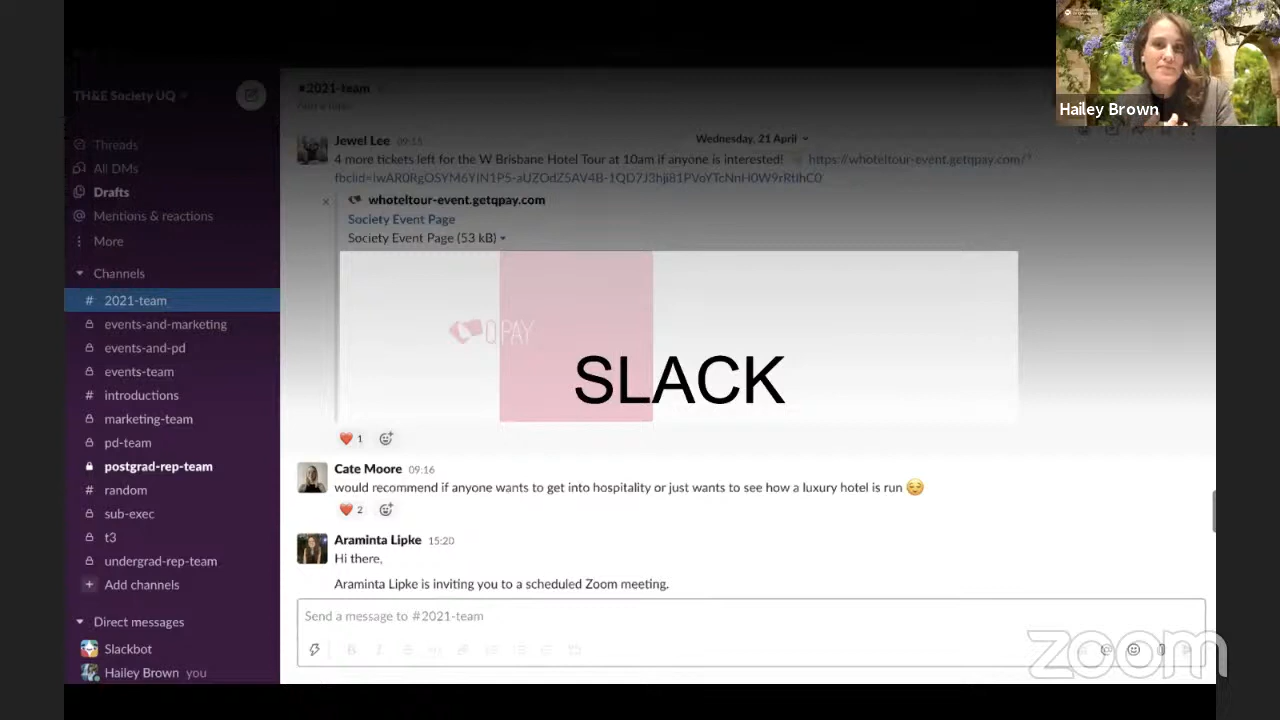 TH&E Society UQ
Threads
All DMs
Drafts
Mentions & reactions
More
Channels
# 2021-team
events-and-marketing
events-and-pd
events-team
# introductions
marketing-team
pd-team
postgrad-rep-team
# random
sub-exec
t3
undergrad-rep-team
+ Add channels
Direct messages
Slackbot
Hailey Brown you
#2021-team
Wednesday, 21 April
Jewel Lee 09:15
4 more tickets left for the W Brisbane Hotel Tour at 10am if anyone is interested! https://whoteltour-event.getqpay.com/?
whoteltour-event.getqpay.com
Society Event Page
Society Event Page (53 kB)
QPAY
SLACK
1
Cate Moore 09:16
would recommend if anyone wants to get into hospitality or just wants to see how a luxury hotel is run
2
Araminta Lipke 15:20
Hi there,
Araminta Lipke is inviting you to a scheduled Zoom meeting.
Send a message to #2021-team
Hailey Brown
zoom